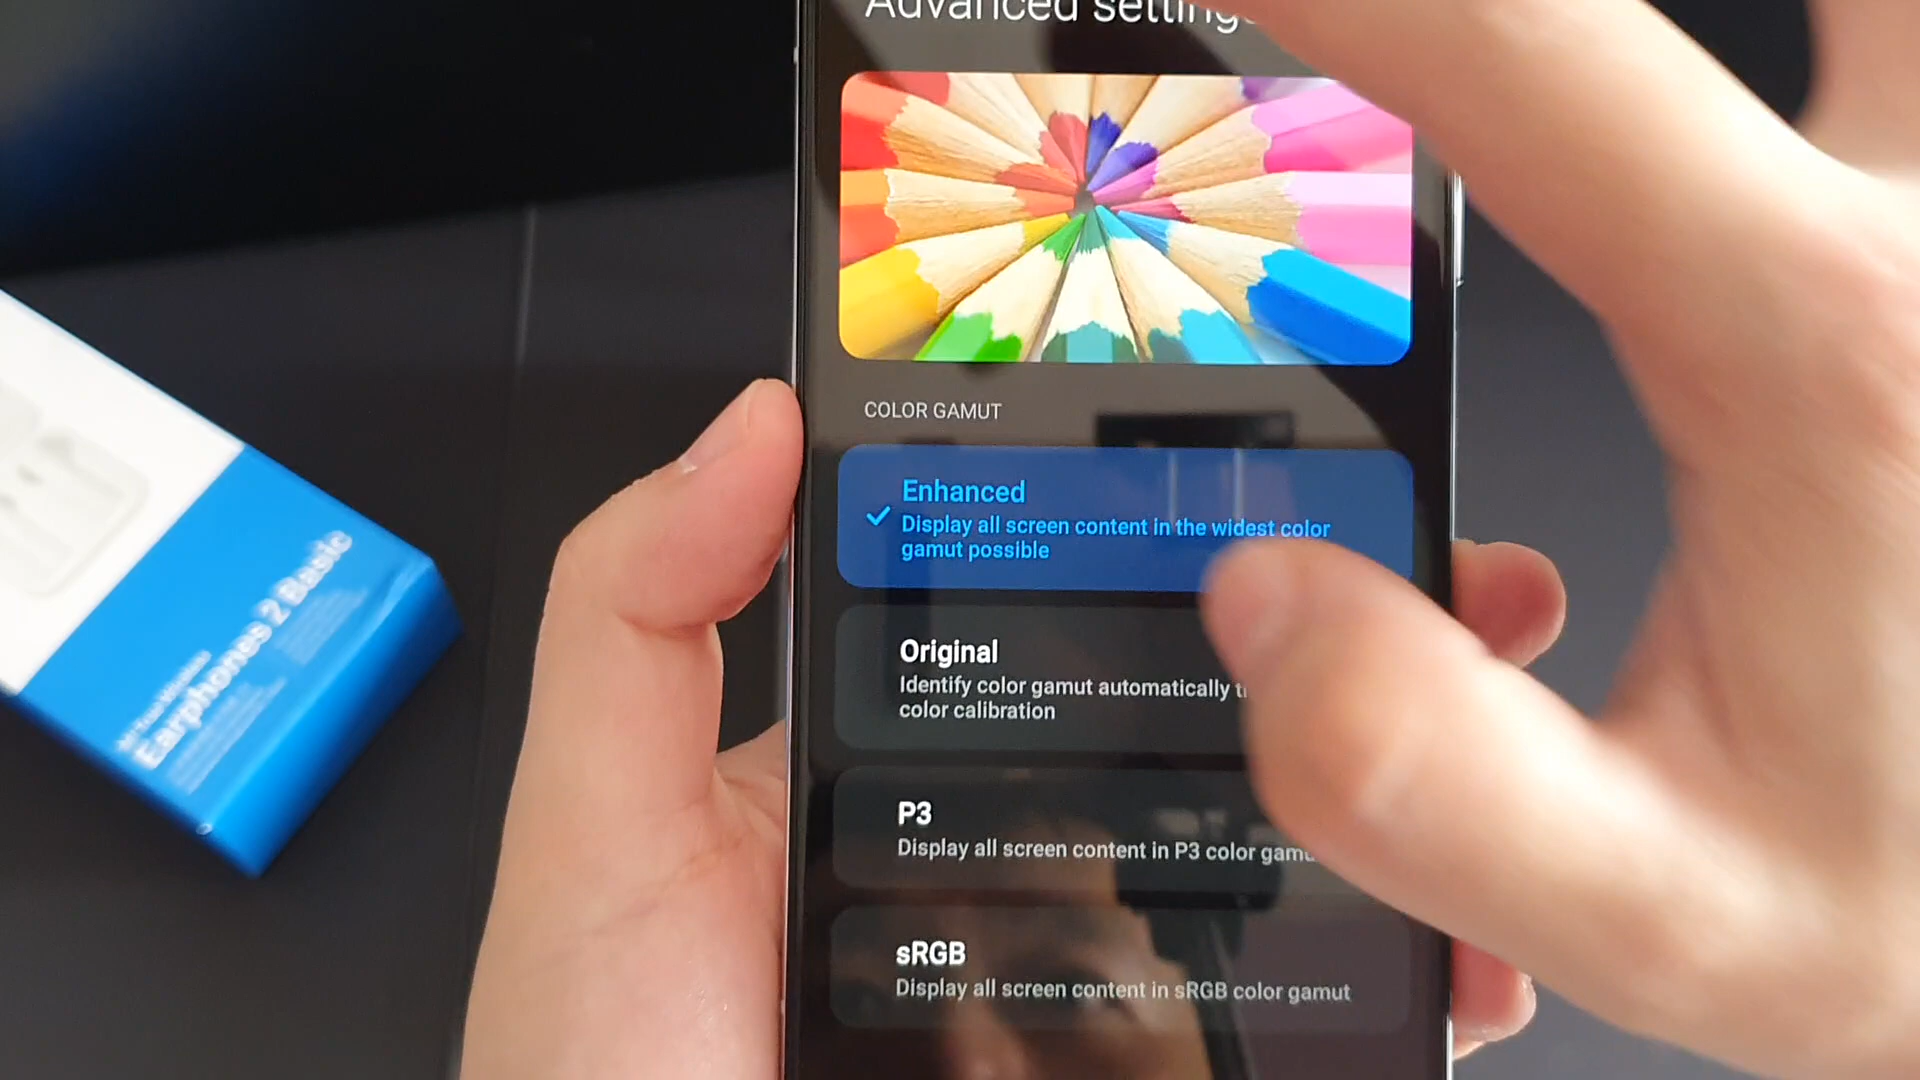 Advanced setting
COLOR GAMUT
Enhanced
Display all screen content in the widest color
gamut possible
Original
Identify color gamut automatically
color calibration
P3
Display all screen content in P3 color
sRGB
Display all screen content in sRGB color gamut
Earphones 2 Basic